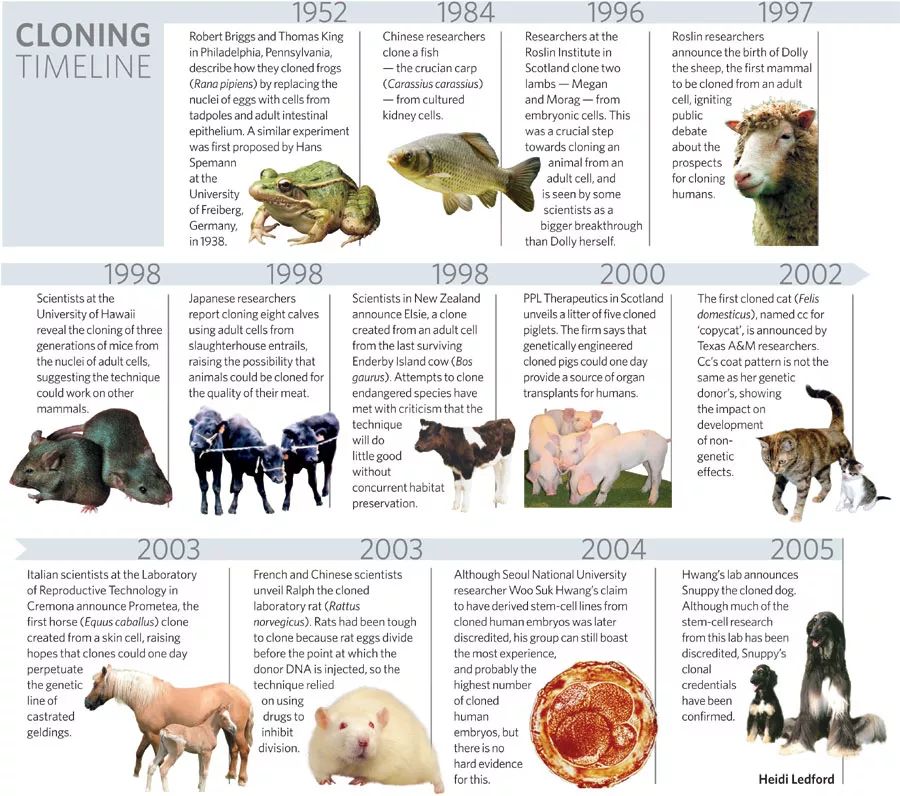 CLONING
TIMELINE
1952
Robert Briggs and Thomas King
in Philadelphia, Pennsylvania,
describe how they cloned frogs
(Rana pipiens) by replacing the
nuclei of eggs with cells from
tadpoles and adult intestinal
epithelium. A similar experiment
was first proposed by Hans
Spemann
at the
University
of Freiberg,
Germany,
in 1938.
1984
Chinese researchers
clone a fish
— the crucian carp
(Carassius carassius)
— from cultured
kidney cells.
1996
Researchers at the
Roslin Institute in
Scotland clone two
lambs — Megan
and Morag — from
embryonic cells. This
was a crucial step
towards cloning an
animal from an
adult cell, and
is seen by some
scientists as a
bigger breakthrough
than Dolly herself.
1997
Roslin researchers
announce the birth of Dolly
the sheep, the first mammal
to be cloned from an adult
cell, igniting
public
debate
about the
prospects
for cloning
humans.
1998
Scientists at the
University of Hawaii
reveal the cloning of three
generations of mice from
the nuclei of adult cells,
suggesting the technique
could work on other
mammals.
1998
Japanese researchers
report cloning eight calves
using adult cells from
slaughterhouse entrails,
raising the possibility that
animals could be cloned for
the quality of their meat.
1998
Scientists in New Zealand
announce Elsie, a clone
created from an adult cell
from the last surviving
Enderby Island cow (Bos
gaurus). Attempts to clone
endangered species have
met with criticism that the
technique
will do
little good
without
concurrent habitat
preservation.
2000
PPL Therapeutics in Scotland
unveils a litter of five cloned
piglets. The firm says that
genetically engineered
cloned pigs could one day
provide a source of organ
transplants for humans.
2002
The first cloned cat (Felis
domesticus), named cc for
‘copycat’, is announced by
Texas A&M researchers.
Cc’s coat pattern is not the
same as her genetic
donor’s, showing
the impact on
development
of non-
genetic
effects.
2003
Italian scientists at the Laboratory
of Reproductive Technology in
Cremona announce Prometea, the
first horse (Equus caballus) clone
created from a skin cell, raising
hopes that clones could one day
perpetuate
the genetic
line of
castrated
geldings.
2003
French and Chinese scientists
unveil Ralph the cloned
laboratory rat (Rattus
norvegicus). Rats had been tough
to clone because rat eggs divide
before the point at which the
donor DNA is injected, so the
technique relied
on using
drugs to
inhibit
division.
2004
Although Seoul National University
researcher Woo Suk Hwang’s claim
to have derived stem-cell lines from
cloned human embryos was later
discredited, his group can still boast
the most experience,
and probably the
highest number
of cloned
human
embryos, but
there is no
hard evidence
for this.
2005
Hwang’s lab announces
Snuppy the cloned dog.
Although much of the
stem-cell research
from this lab has been
discredited, Snuppy’s
clonal
credentials
have been
confirmed.
Heidi Ledford